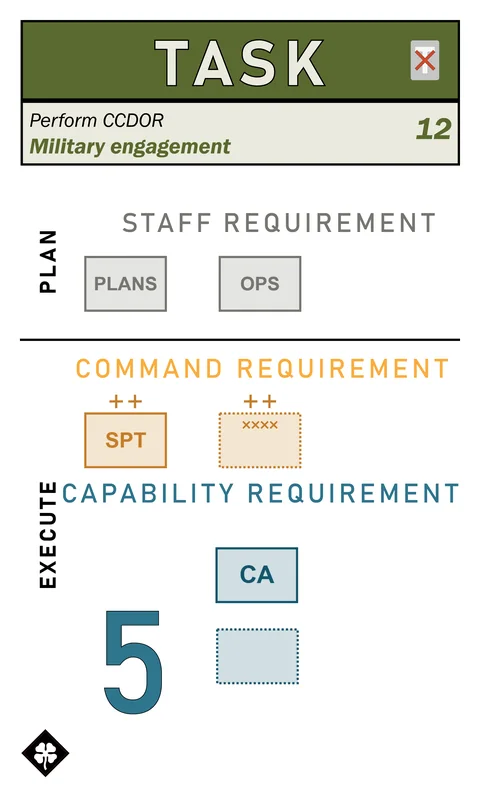 TASK
Perform CCDOR
Military engagement
12
PLAN
STAFF REQUIREMENT
PLANS OPS
EXECUTE
COMMAND REQUIREMENT
++ ++
SPT xxxx
CAPABILITY REQUIREMENT
CA
5